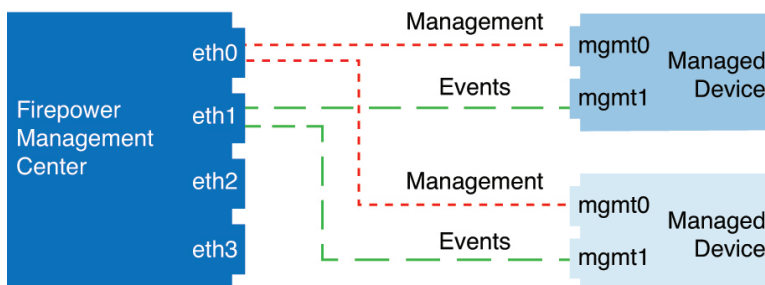 Firepower
Management
Center
eth0
eth1
eth2
eth3
Management
Events
Management
Events
mgmt0
mgmt1
Managed
Device
mgmt0
mgmt1
Managed
Device